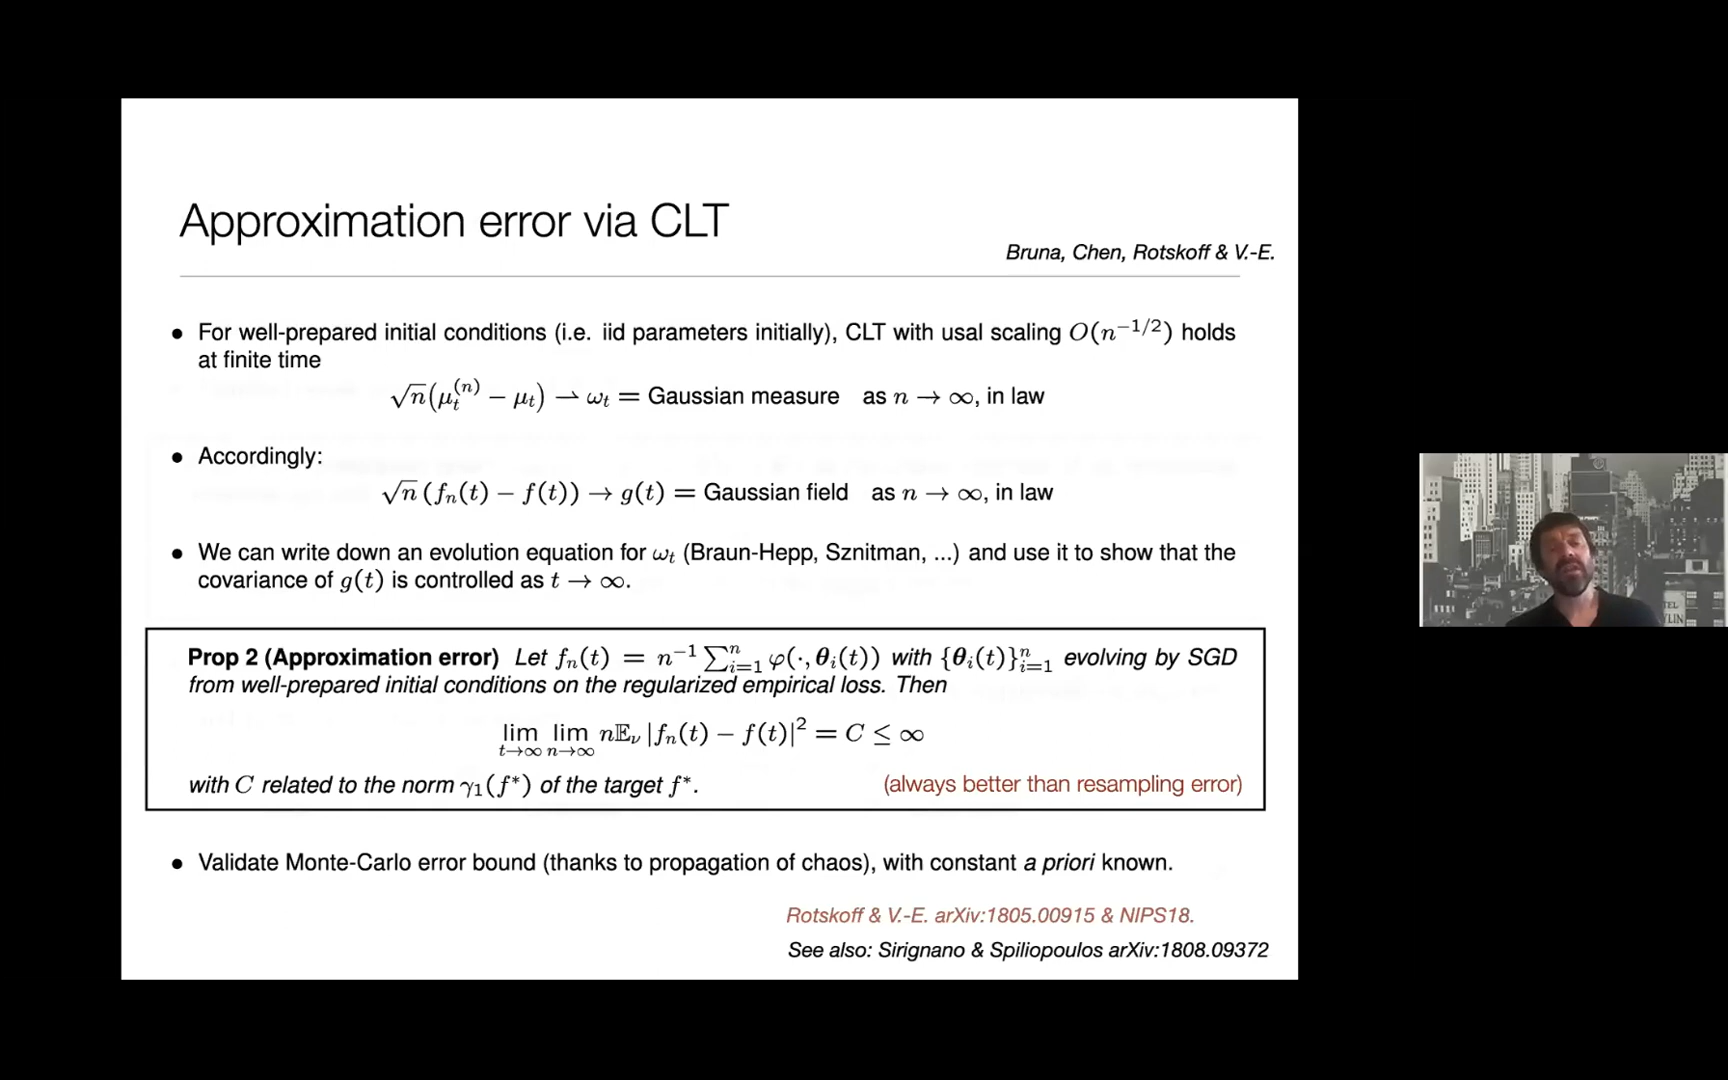 Approximation error via CLT
Bruna, Chen, Rotskoff & V.-E.
• For well-prepared initial conditions (i.e. iid parameters initially), CLT with usal scaling O(n^{-1/2}) holds
at finite time
√n(μ_t^{(n)} − μ_t) ⇀ ω_t = Gaussian measure as n → ∞, in law
• Accordingly:
√n (f_n(t) − f(t)) → g(t) = Gaussian field as n → ∞, in law
• We can write down an evolution equation for ω_t (Braun-Hepp, Sznitman, ...) and use it to show that the
covariance of g(t) is controlled as t → ∞.
Prop 2 (Approximation error) Let f_n(t) = n^{-1} ∑_{i=1}^n φ(·, θ_i(t)) with {θ_i(t)}_{i=1}^n evolving by SGD
from well-prepared initial conditions on the regularized empirical loss. Then
lim_{t→∞} lim_{n→∞} n𝔼_ν |f_n(t) − f(t)|² = C ≤ ∞
with C related to the norm γ_1(f*) of the target f*. (always better than resampling error)
• Validate Monte-Carlo error bound (thanks to propagation of chaos), with constant a priori known.
Rotskoff & V.-E. arXiv:1805.00915 & NIPS18.
See also: Sirignano & Spiliopoulos arXiv:1808.09372